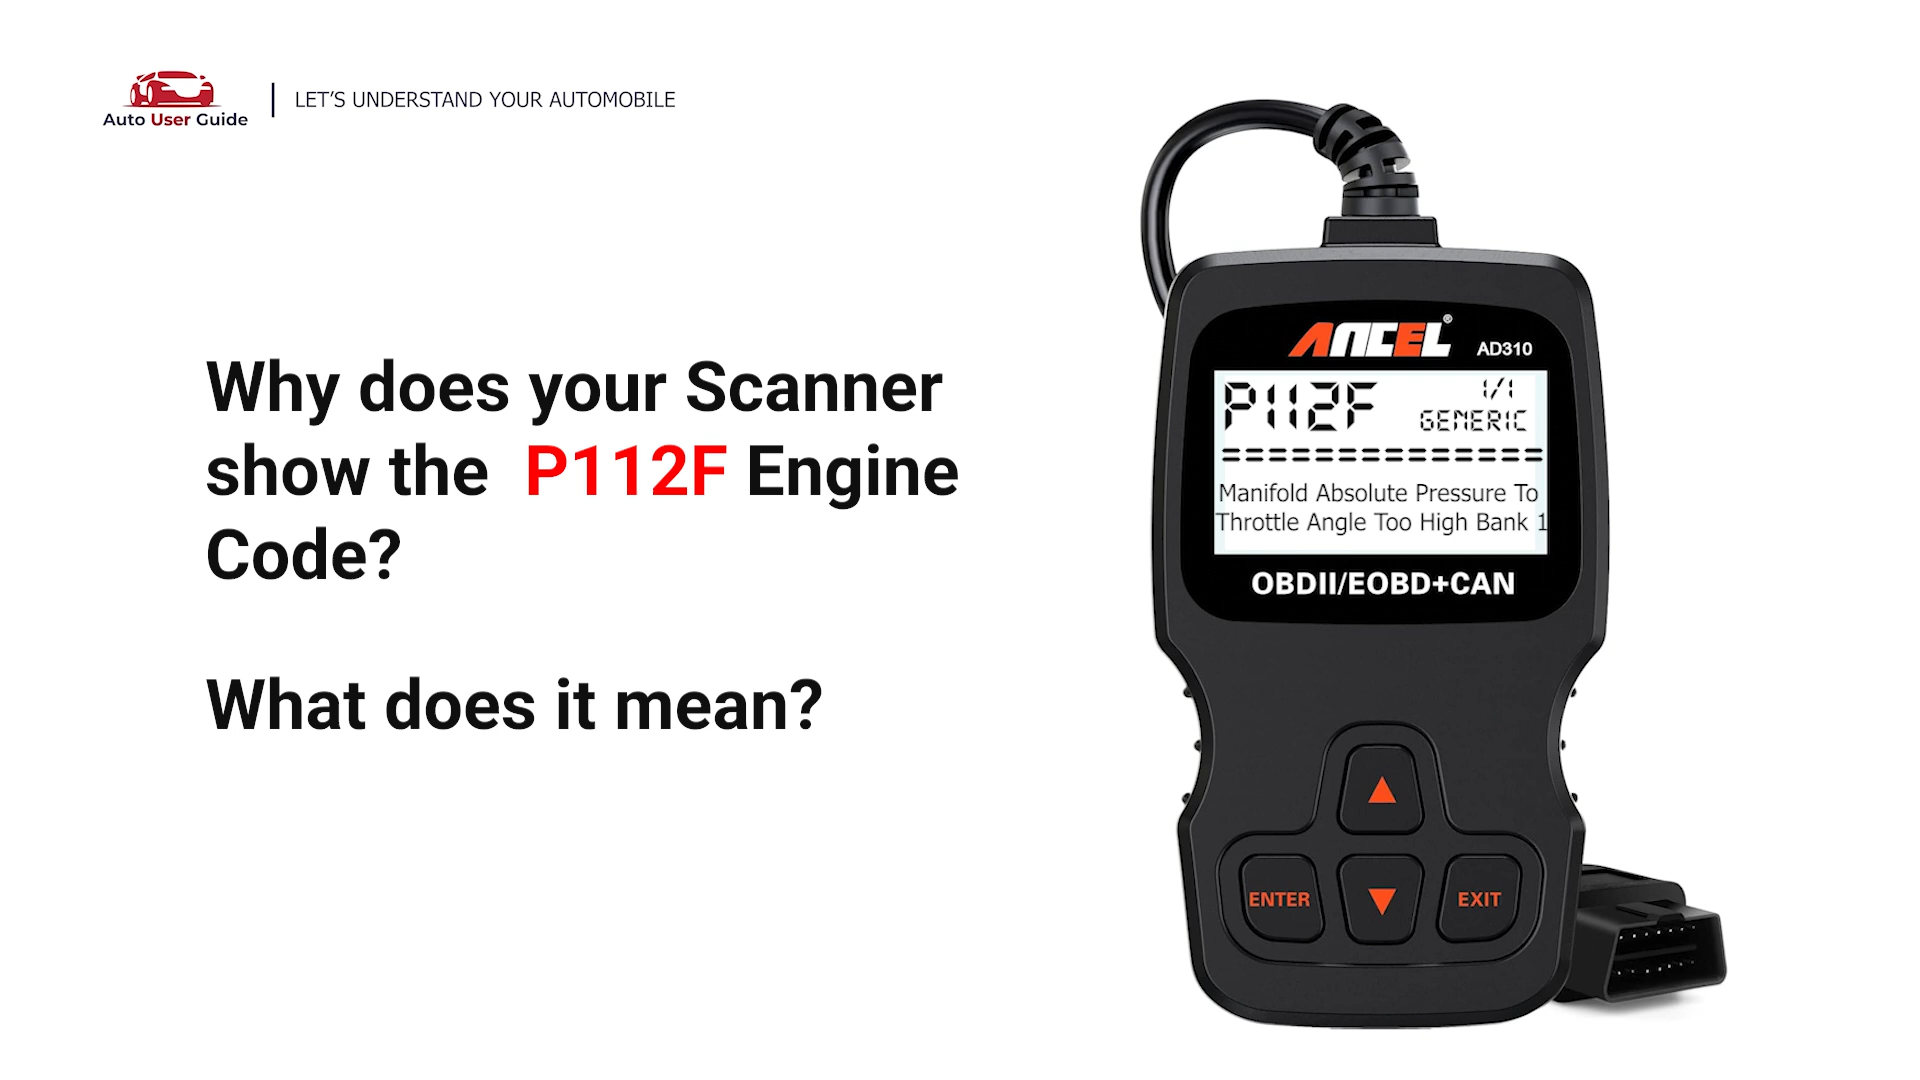 Auto User Guide
LET'S UNDERSTAND YOUR AUTOMOBILE
Why does your Scanner
show the P112F Engine
Code?
What does it mean?
ANCEL®
AD310
P112F
1/1
GENERIC
Manifold Absolute Pressure To
Throttle Angle Too High Bank 1
OBDII/EOBD+CAN
ENTER
EXIT